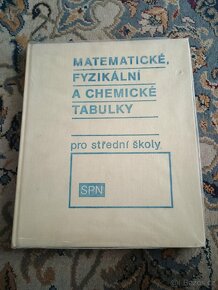 MATEMATICKÉ,
FYZIKÁLNÍ
A CHEMICKÉ
TABULKY
pro střední školy
SPN